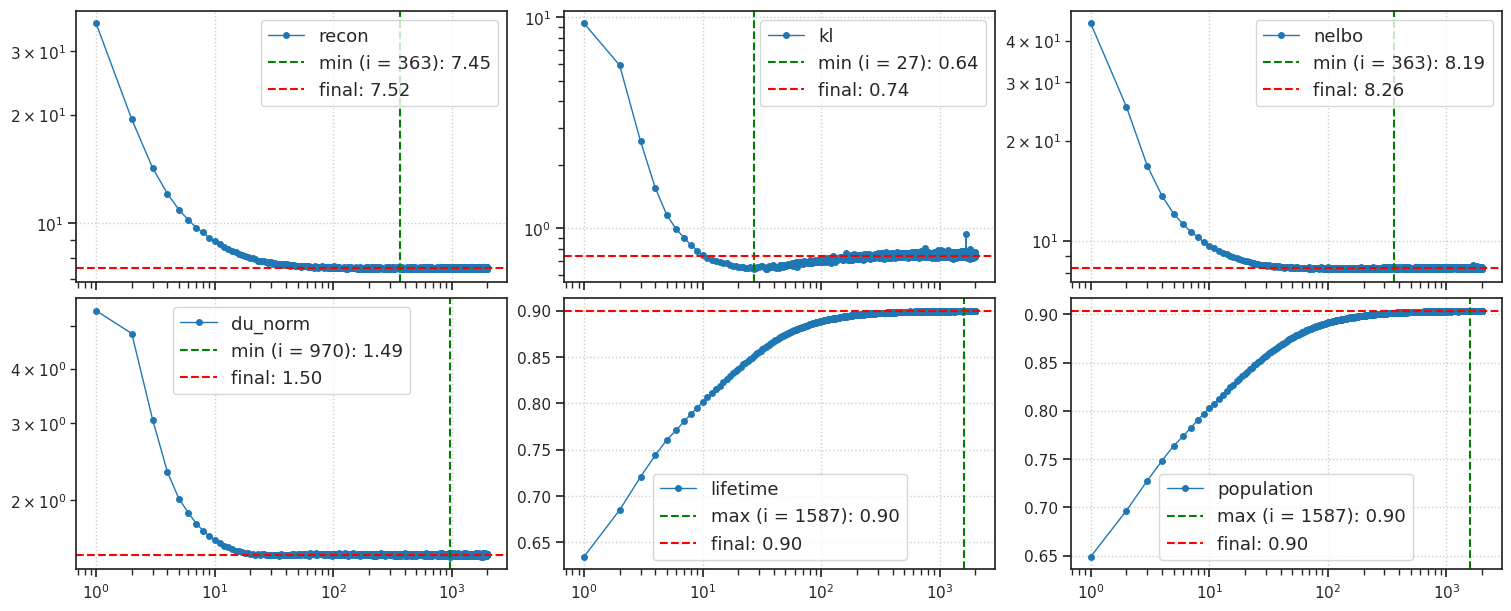 recon
min (i = 363): 7.45
final: 7.52
3 × 10¹
2 × 10¹
10¹
kl
min (i = 27): 0.64
final: 0.74
10¹
10⁰
nelbo
min (i = 363): 8.19
final: 8.26
4 × 10¹
3 × 10¹
2 × 10¹
10¹
du_norm
min (i = 970): 1.49
final: 1.50
4 × 10⁰
3 × 10⁰
2 × 10⁰
10⁰ 10¹ 10² 10³
0.90
0.85
0.80
0.75
0.70
0.65
lifetime
max (i = 1587): 0.90
final: 0.90
10⁰ 10¹ 10² 10³
0.90
0.85
0.80
0.75
0.70
0.65
population
max (i = 1587): 0.90
final: 0.90
10⁰ 10¹ 10² 10³